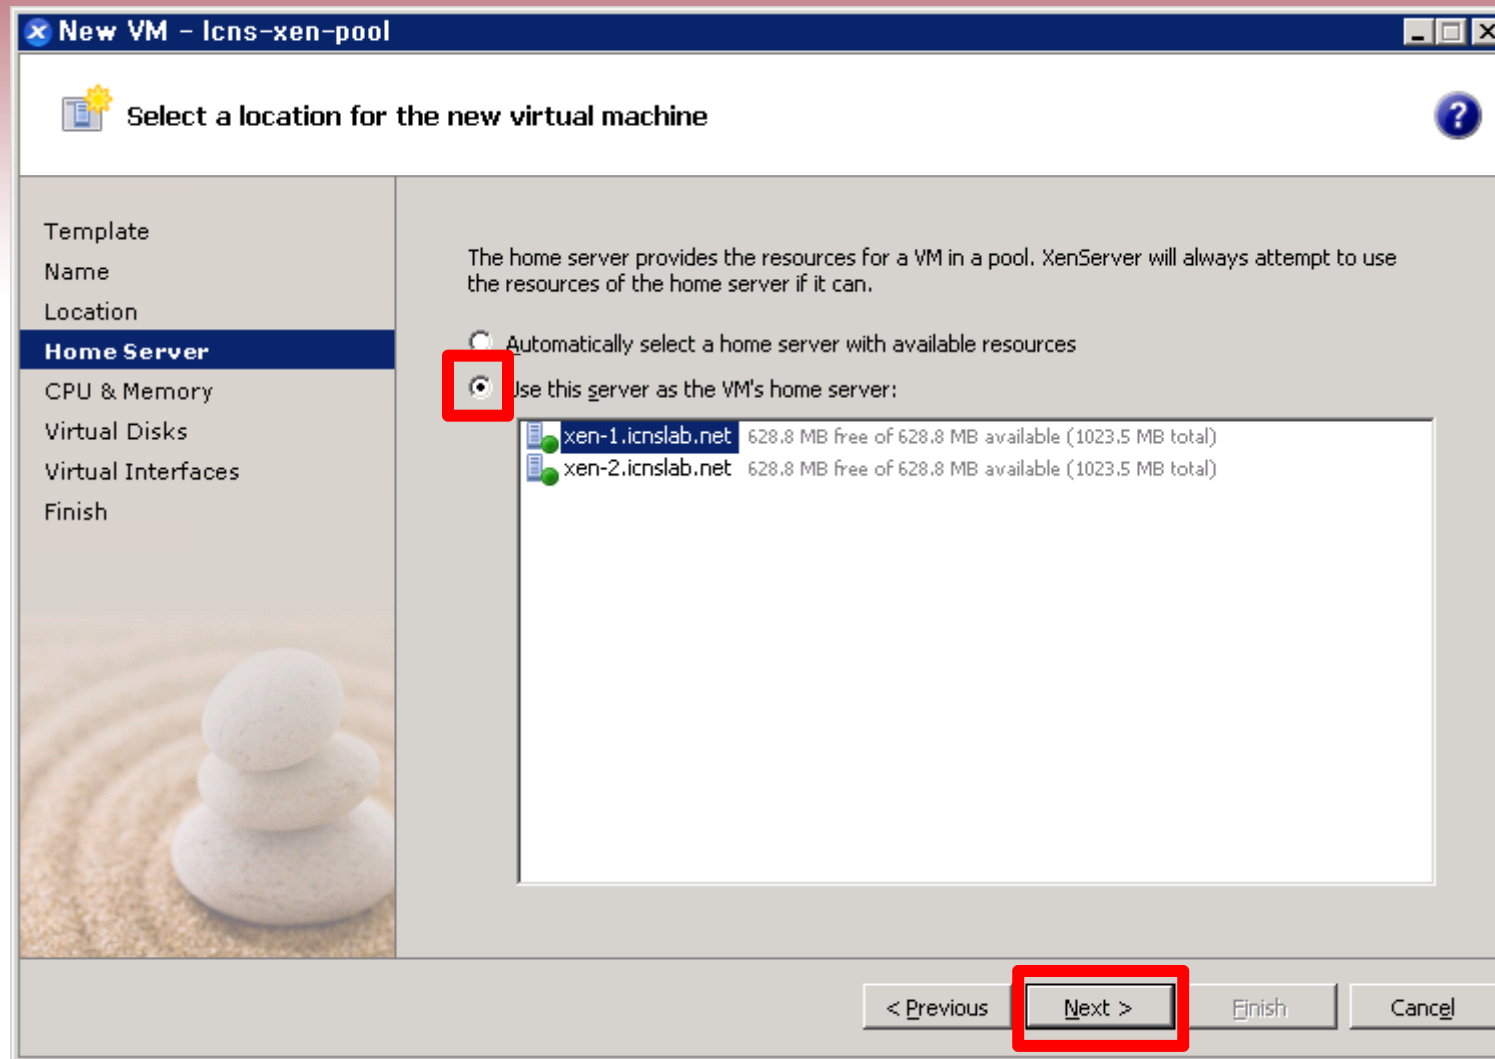 New VM - Icns-xen-pool
Select a location for the new virtual machine
?
Template
Name
Location
Home Server
CPU & Memory
Virtual Disks
Virtual Interfaces
Finish
The home server provides the resources for a VM in a pool. XenServer will always attempt to use
the resources of the home server if it can.
Automatically select a home server with available resources
Use this server as the VM's home server:
xen-1.icnslab.net 628.8 MB free of 628.8 MB available (1023.5 MB total)
xen-2.icnslab.net 628.8 MB free of 628.8 MB available (1023.5 MB total)
< Previous Next > Finish Cancel